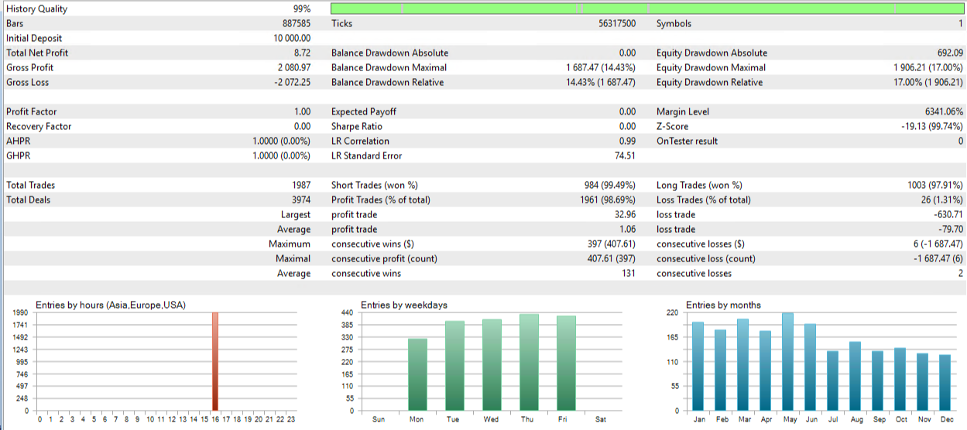 History Quality 99%
Bars 887585 Ticks 56317500 Symbols 1
Initial Deposit 10 000.00
Total Net Profit 8.72 Balance Drawdown Absolute 0.00 Equity Drawdown Absolute 692.09
Gross Profit 2 080.97 Balance Drawdown Maximal 1 687.47 (14.43%) Equity Drawdown Maximal 1 906.21 (17.00%)
Gross Loss -2 072.25 Balance Drawdown Relative 14.43% (1 687.47) Equity Drawdown Relative 17.00% (1 906.21)
Profit Factor 1.00 Expected Payoff 0.00 Margin Level 6341.06%
Recovery Factor 0.00 Sharpe Ratio 0.00 Z-Score -19.13 (99.74%)
AHPR 1.0000 (0.00%) LR Correlation 0.99 OnTester result 0
GHPR 1.0000 (0.00%) LR Standard Error 74.51
Total Trades 1987 Short Trades (won %) 984 (99.49%) Long Trades (won %) 1003 (97.91%)
Total Deals 3974 Profit Trades (% of total) 1961 (98.69%) Loss Trades (% of total) 26 (1.31%)
Largest profit trade 32.96 loss trade -630.71
Average profit trade 1.06 loss trade -79.70
Maximum consecutive wins ($) 397 (407.61) consecutive losses ($) 6 (-1 687.47)
Maximal consecutive profit (count) 407.61 (397) consecutive loss (count) -1 687.47 (6)
Average consecutive wins 131 consecutive losses 2
Entries by hours (Asia,Europe,USA) Entries by weekdays Entries by months
1990 440 220
1741 385
1492 330 165
1243 275
995 220 110
746 165
497 110 55
248 55
0 0 0
0 1 2 3 4 5 6 7 8 9 10 11 12 13 14 15 16 17 18 19 20 21 22 23 Sun Mon Tue Wed Thu Fri Sat Jan Feb Mar Apr May Jun Jul Aug Sep Oct Nov Dec